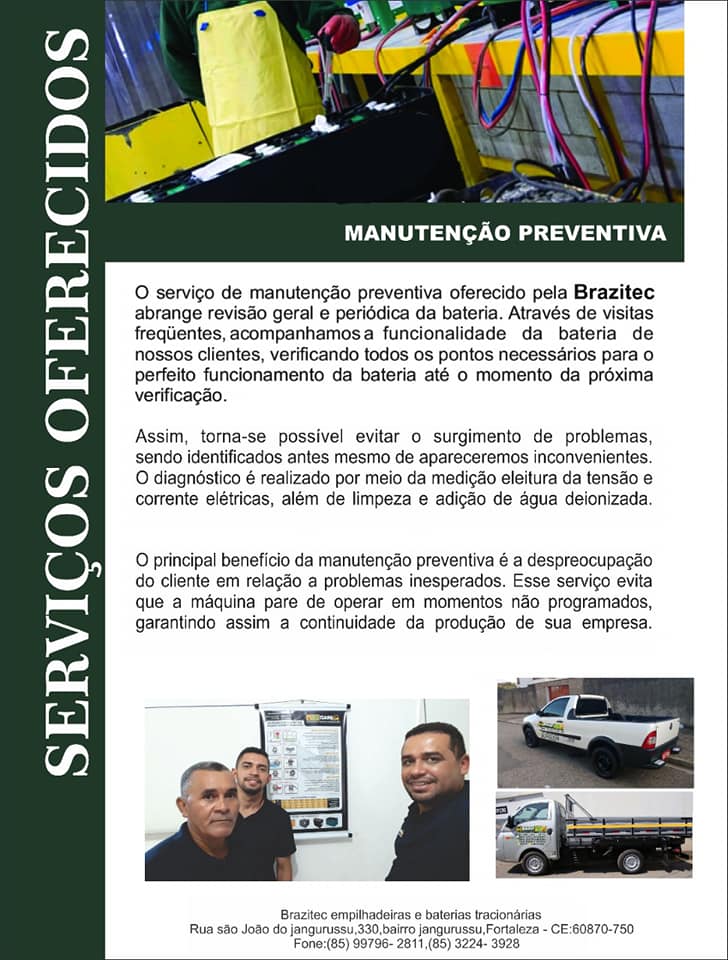 SERVIÇOS OFERECIDOS
MANUTENÇÃO PREVENTIVA
O serviço de manutenção preventiva oferecido pela Brazitec
abrange revisão geral e periódica da bateria. Através de visitas
freqüentes, acompanhamos a funcionalidade da bateria de
nossos clientes, verificando todos os pontos necessários para o
perfeito funcionamento da bateria até o momento da próxima
verificação.
Assim, torna-se possível evitar o surgimento de problemas,
sendo identificados antes mesmo de apareceremos inconvenientes.
O diagnóstico é realizado por meio da medição eleitura da tensão e
corrente elétricas, além de limpeza e adição de água deionizada.
O principal benefício da manutenção preventiva é a despreocupação
do cliente em relação a problemas inesperados. Esse serviço evita
que a máquina pare de operar em momentos não programados,
garantindo assim a continuidade da produção de sua empresa.
Brazitec empilhadeiras e baterias tracionárias
Rua são João do jangurussu,330,bairro jangurussu,Fortaleza - CE:60870-750
Fone:(85) 99796- 2811,(85) 3224- 3928